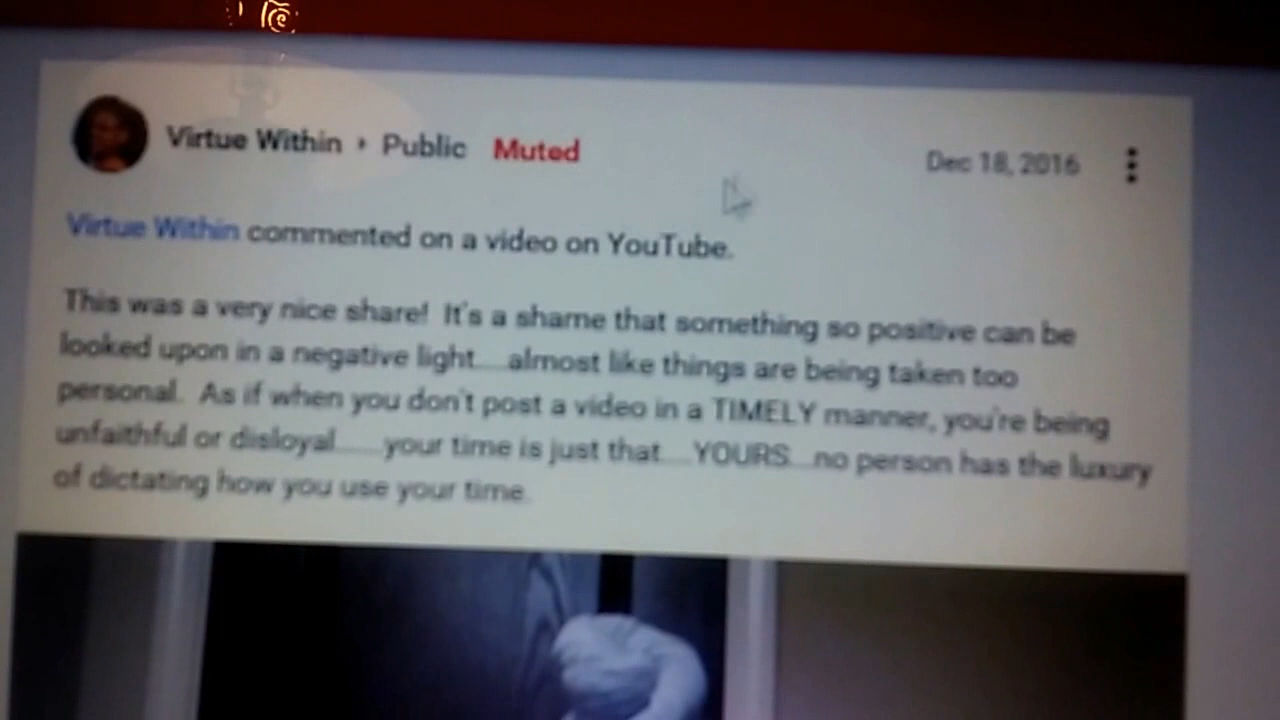 Virtue Within ‣ Public Muted Dec 18, 2016
Virtue Within commented on a video on YouTube.
This was a very nice share! It's a shame that something so positive can be
looked upon in a negative light.....almost like things are being taken too
personal. As if when you don't post a video in a TIMELY manner, you're being
unfaithful or disloyal........your time is just that.....YOURS....no person has the luxury
of dictating how you use your time.